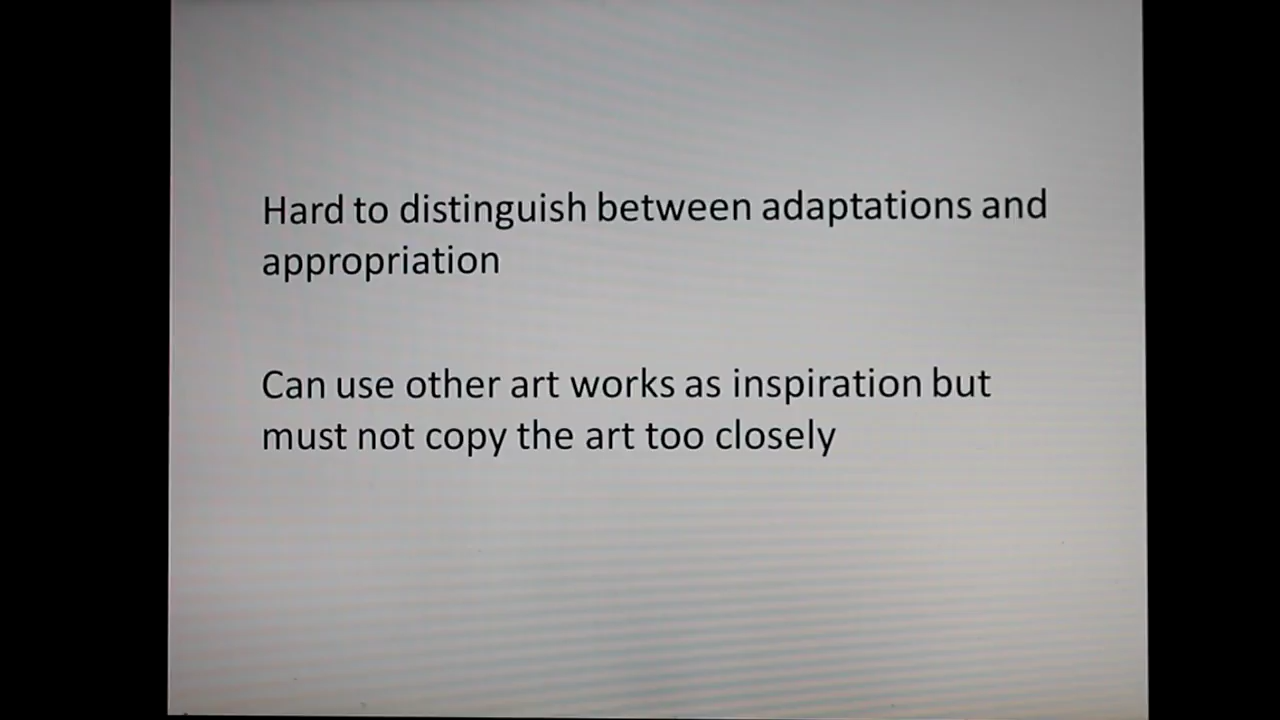 Hard to distinguish between adaptations and
appropriation
Can use other art works as inspiration but
must not copy the art too closely